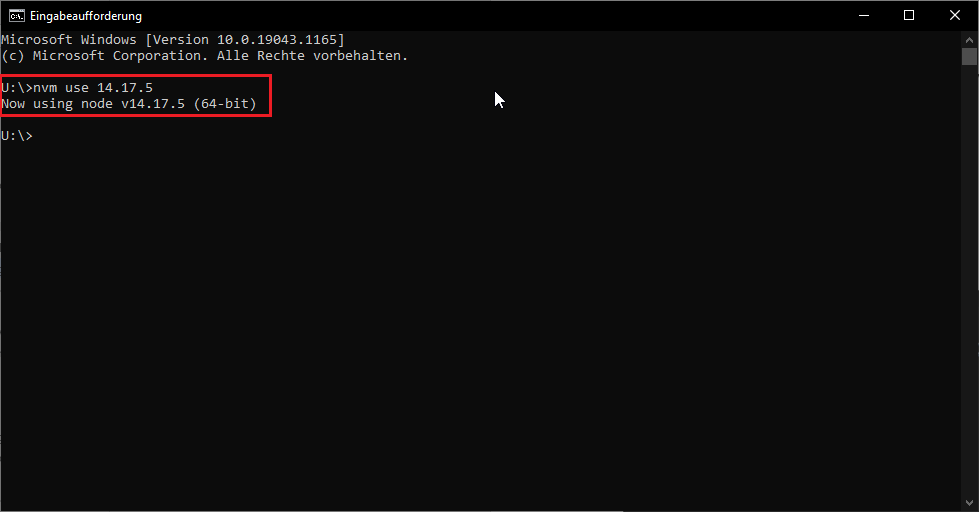 Eingabeaufforderung
Microsoft Windows [Version 10.0.19043.1165]
(c) Microsoft Corporation. Alle Rechte vorbehalten.
U:\>nvm use 14.17.5
Now using node v14.17.5 (64-bit)
U:\>